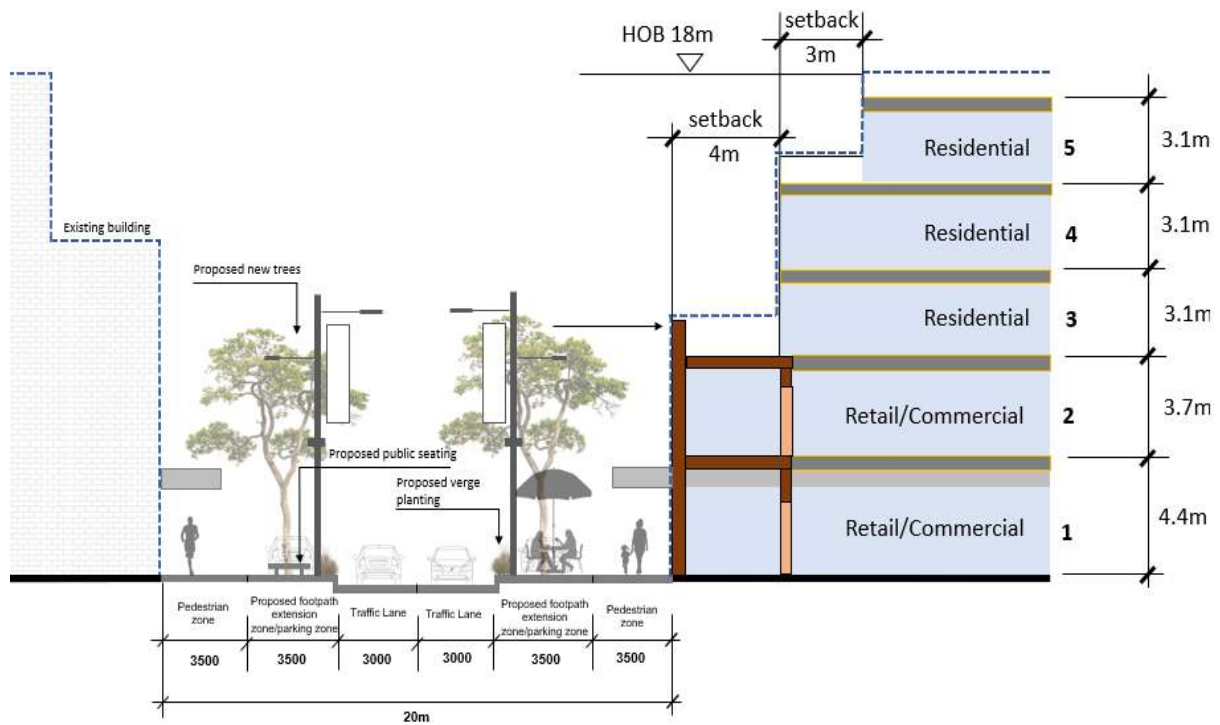 setback
3m
HOB 18m
setback
4m
Residential 5
3.1m
Existing building
Residential 4
3.1m
Proposed new trees
Residential 3
3.1m
Retail/Commercial 2
3.7m
Proposed public seating
Proposed verge
planting
Retail/Commercial 1
4.4m
Pedestrian
zone
Proposed footpath
extension
zone/parking zone
Traffic Lane
Traffic Lane
Proposed footpath
extension
zone/parking zone
Pedestrian
zone
3500
3500
3000
3000
3500
3500
20m